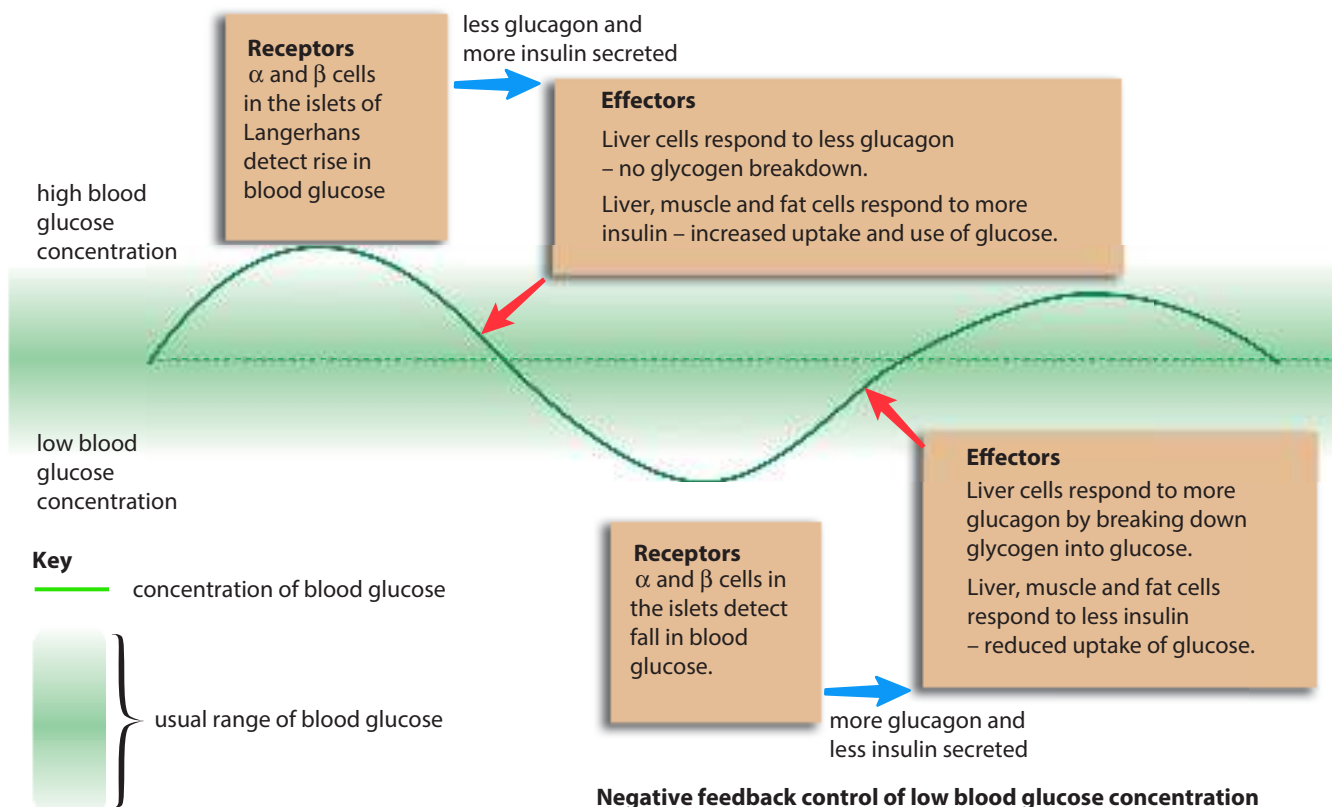 less glucagon and
more insulin secreted
Receptors
α and β cells
in the islets of
Langerhans
detect rise in
blood glucose
Effectors
Liver cells respond to less glucagon
– no glycogen breakdown.
Liver, muscle and fat cells respond to more
insulin – increased uptake and use of glucose.
high blood
glucose
concentration
low blood
glucose
concentration
Key
concentration of blood glucose
usual range of blood glucose
Receptors
α and β cells in
the islets detect
fall in blood
glucose.
more glucagon and
less insulin secreted
Effectors
Liver cells respond to more
glucagon by breaking down
glycogen into glucose.
Liver, muscle and fat cells
respond to less insulin
– reduced uptake of glucose.
Negative feedback control of low blood glucose concentration